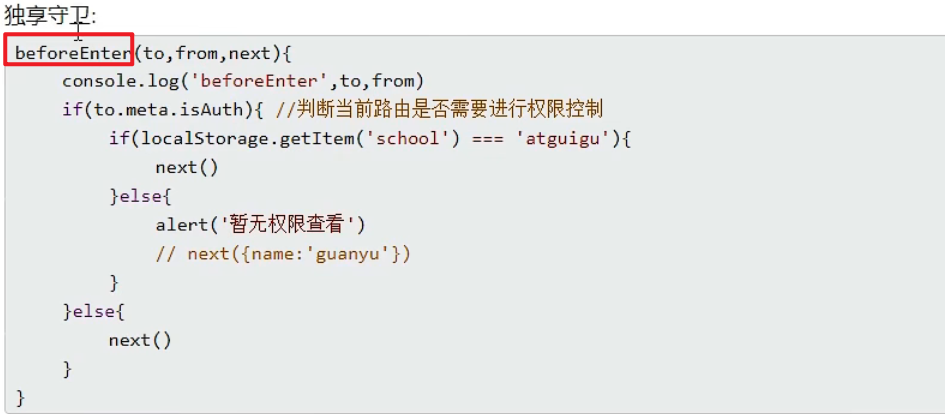 独享守卫:
beforeEnter(to,from,next){
    console.log('beforeEnter',to,from)
    if(to.meta.isAuth){ //判断当前路由是否需要进行权限控制
        if(localStorage.getItem('school') === 'atguigu'){
            next()
        }else{
            alert('暂无权限查看')
            // next({name:'guanyu'})
        }
    }else{
        next()
    }
}